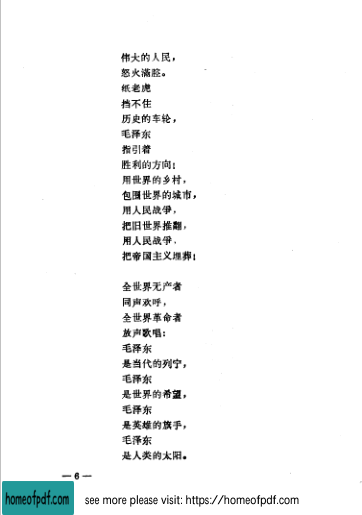 伟大的人民，
怒火满腔。
纸老虎
挡不住
历史的车轮，
毛泽东
指引着
胜利的方向！
用世界的乡村，
包围世界的城市，
用人民战争，
把旧世界推翻，
用人民战争，
把帝国主义埋葬！
全世界无产者
同声欢呼，
全世界革命者
放声歌唱：
毛泽东
是当代的列宁，
毛泽东
是世界的希望，
毛泽东
是英雄的旗手，
毛泽东
是人类的太阳。
— 6 —
homeofpdf.com see more please visit: https://homeofpdf.com